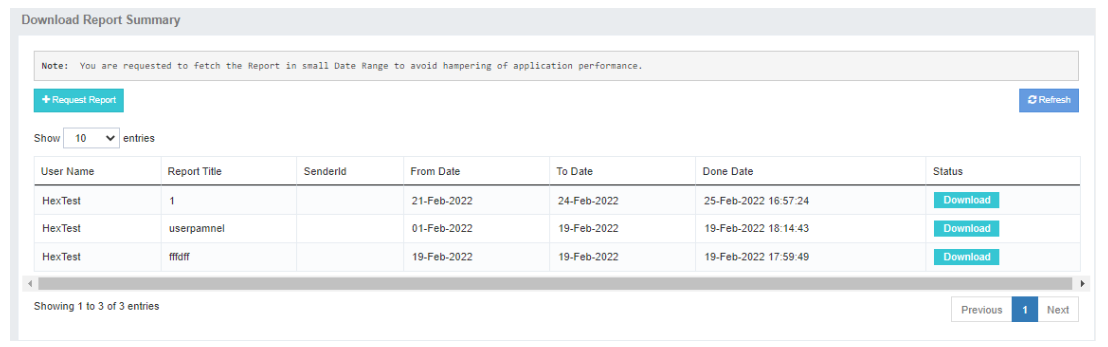 Download Report Summary
Note: You are requested to fetch the Report in small Date Range to avoid hampering of application performance.
Request Report Refresh
Show 10 entries
User Name Report Title SenderId From Date To Date Done Date Status
HexTest 1 21-Feb-2022 24-Feb-2022 25-Feb-2022 16:57:24 Download
HexTest userpamnel 01-Feb-2022 19-Feb-2022 19-Feb-2022 18:14:43 Download
HexTest fffdff 19-Feb-2022 19-Feb-2022 19-Feb-2022 17:59:49 Download
Showing 1 to 3 of 3 entries
Previous 1 Next